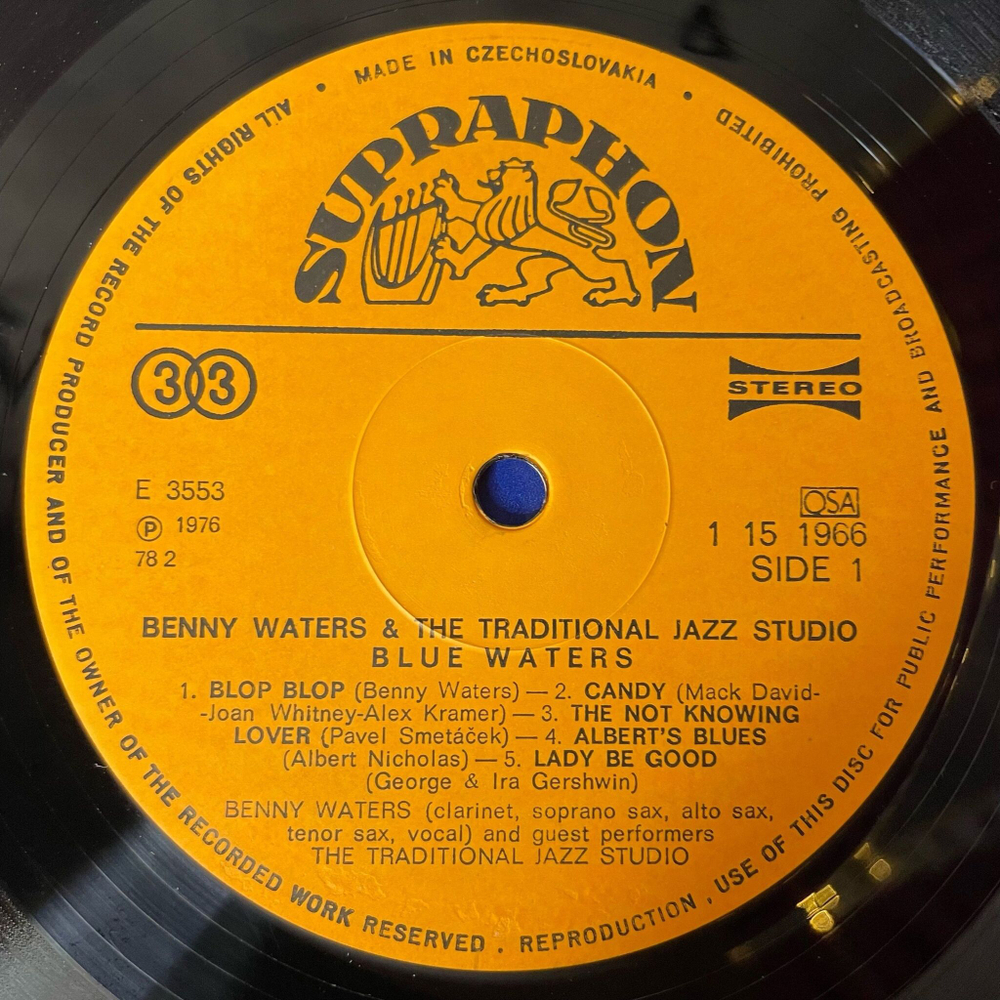 MADE IN CZECHOSLOVAKIA •
ALL RIGHTS OF THE RECORD PRODUCER AND OF THE OWNER OF THE RECORDED WORK RESERVED . REPRODUCTION , USE OF THIS DISC FOR PUBLIC PERFORMANCE AND BROADCASTING PROHIBITED •
SUPRAPHON
33
STEREO
E 3553
Ⓟ 1976
78 2
QSA
1 15 1966
SIDE 1
BENNY WATERS & THE TRADITIONAL JAZZ STUDIO
BLUE WATERS
1. BLOP BLOP (Benny Waters) — 2. CANDY (Mack David-
-Joan Whitney-Alex Kramer) — 3. THE NOT KNOWING
LOVER (Pavel Smetáček) — 4. ALBERT'S BLUES
(Albert Nicholas) — 5. LADY BE GOOD
(George & Ira Gershwin)
BENNY WATERS (clarinet, soprano sax, alto sax,
tenor sax, vocal) and guest performers
THE TRADITIONAL JAZZ STUDIO